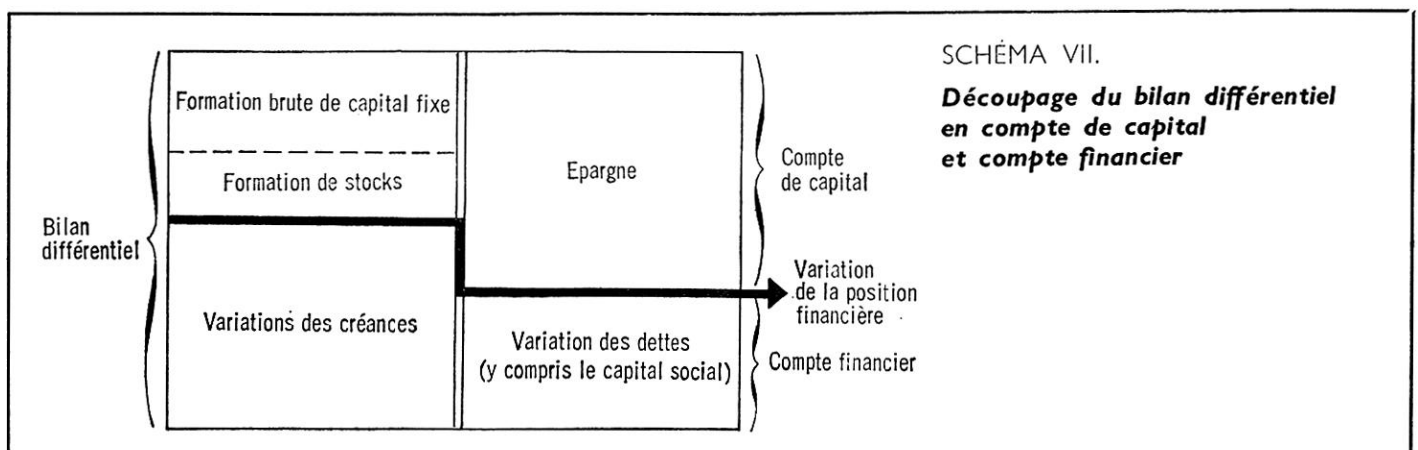 SCHÉMA VII.
Découpage du bilan différentiel
en compte de capital
et compte financier
Bilan
différentiel
Formation brute de capital fixe
Formation de stocks
Variations des créances
Epargne
Variation des dettes
(y compris le capital social)
Compte
de capital
Variation
de la position
financière
Compte financier